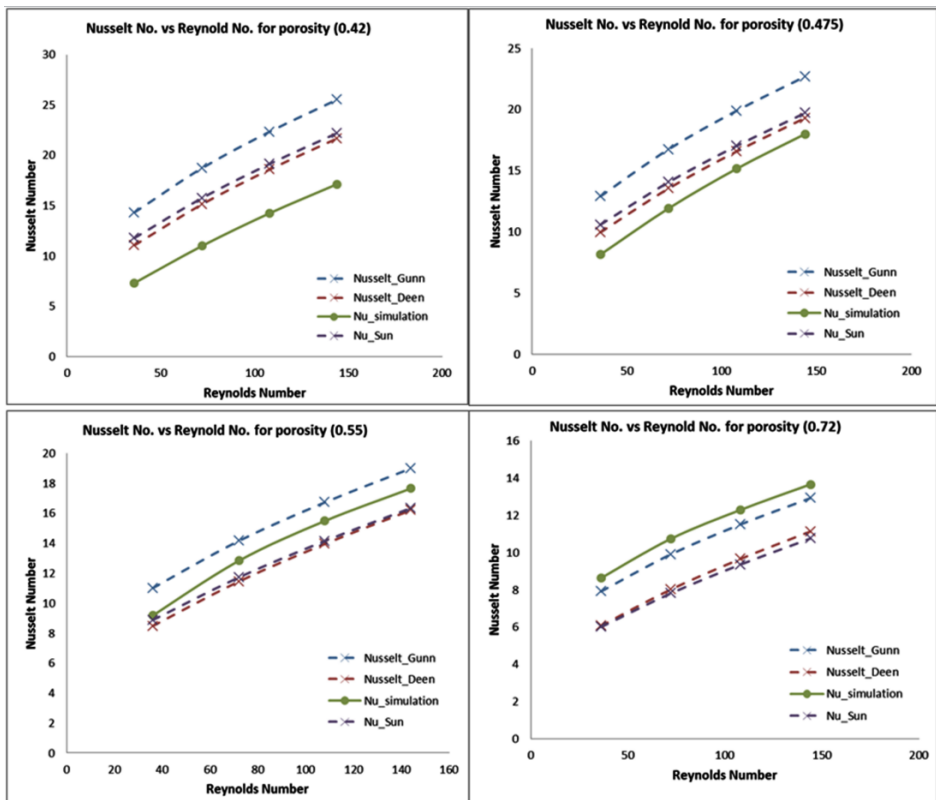 Nusselt No. vs Reynold No. for porosity (0.42)
30
25
20
15
10
5
0
0 50 100 150 200
Nusselt Number
Reynolds Number
Nusselt_Gunn
Nusselt_Deen
Nu_simulation
Nu_Sun
Nusselt No. vs Reynold No. for porosity (0.475)
25
20
15
10
5
0
0 50 100 150 200
Nusselt Number
Reynolds Number
Nusselt_Gunn
Nusselt_Deen
Nu_simulation
Nu_Sun
Nusselt No. vs Reynold No. for porosity (0.55)
20
18
16
14
12
10
8
6
4
2
0
0 20 40 60 80 100 120 140 160
Nusselt Number
Reynolds Number
Nusselt_Gunn
Nusselt_Deen
Nu_simulation
Nu_Sun
Nusselt No. vs Reynold No. for porosity (0.72)
16
14
12
10
8
6
4
2
0
0 50 100 150 200
Nusselt Number
Reynolds Number
Nusselt_Gunn
Nusselt_Deen
Nu_simulation
Nu_Sun